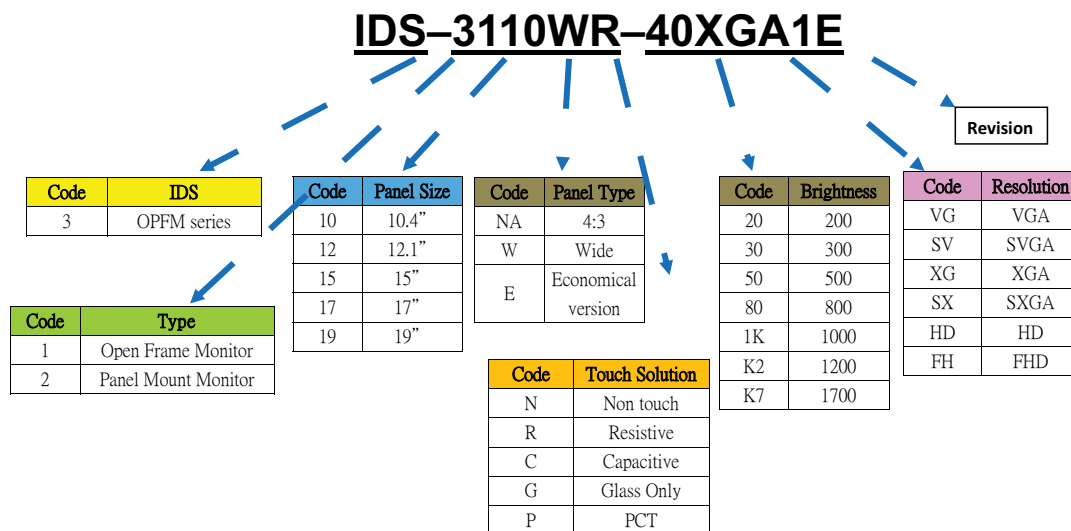 IDS–3110WR–40XGA1E
Revision
Code IDS
3 OPFM series
Code Type
1 Open Frame Monitor
2 Panel Mount Monitor
Code Panel Size
10 10.4”
12 12.1”
15 15”
17 17”
19 19”
Code Panel Type
NA 4:3
W Wide
E Economical
version
Code Touch Solution
N Non touch
R Resistive
C Capacitive
G Glass Only
P PCT
Code Brightness
20 200
30 300
50 500
80 800
1K 1000
K2 1200
K7 1700
Code Resolution
VG VGA
SV SVGA
XG XGA
SX SXGA
HD HD
FH FHD